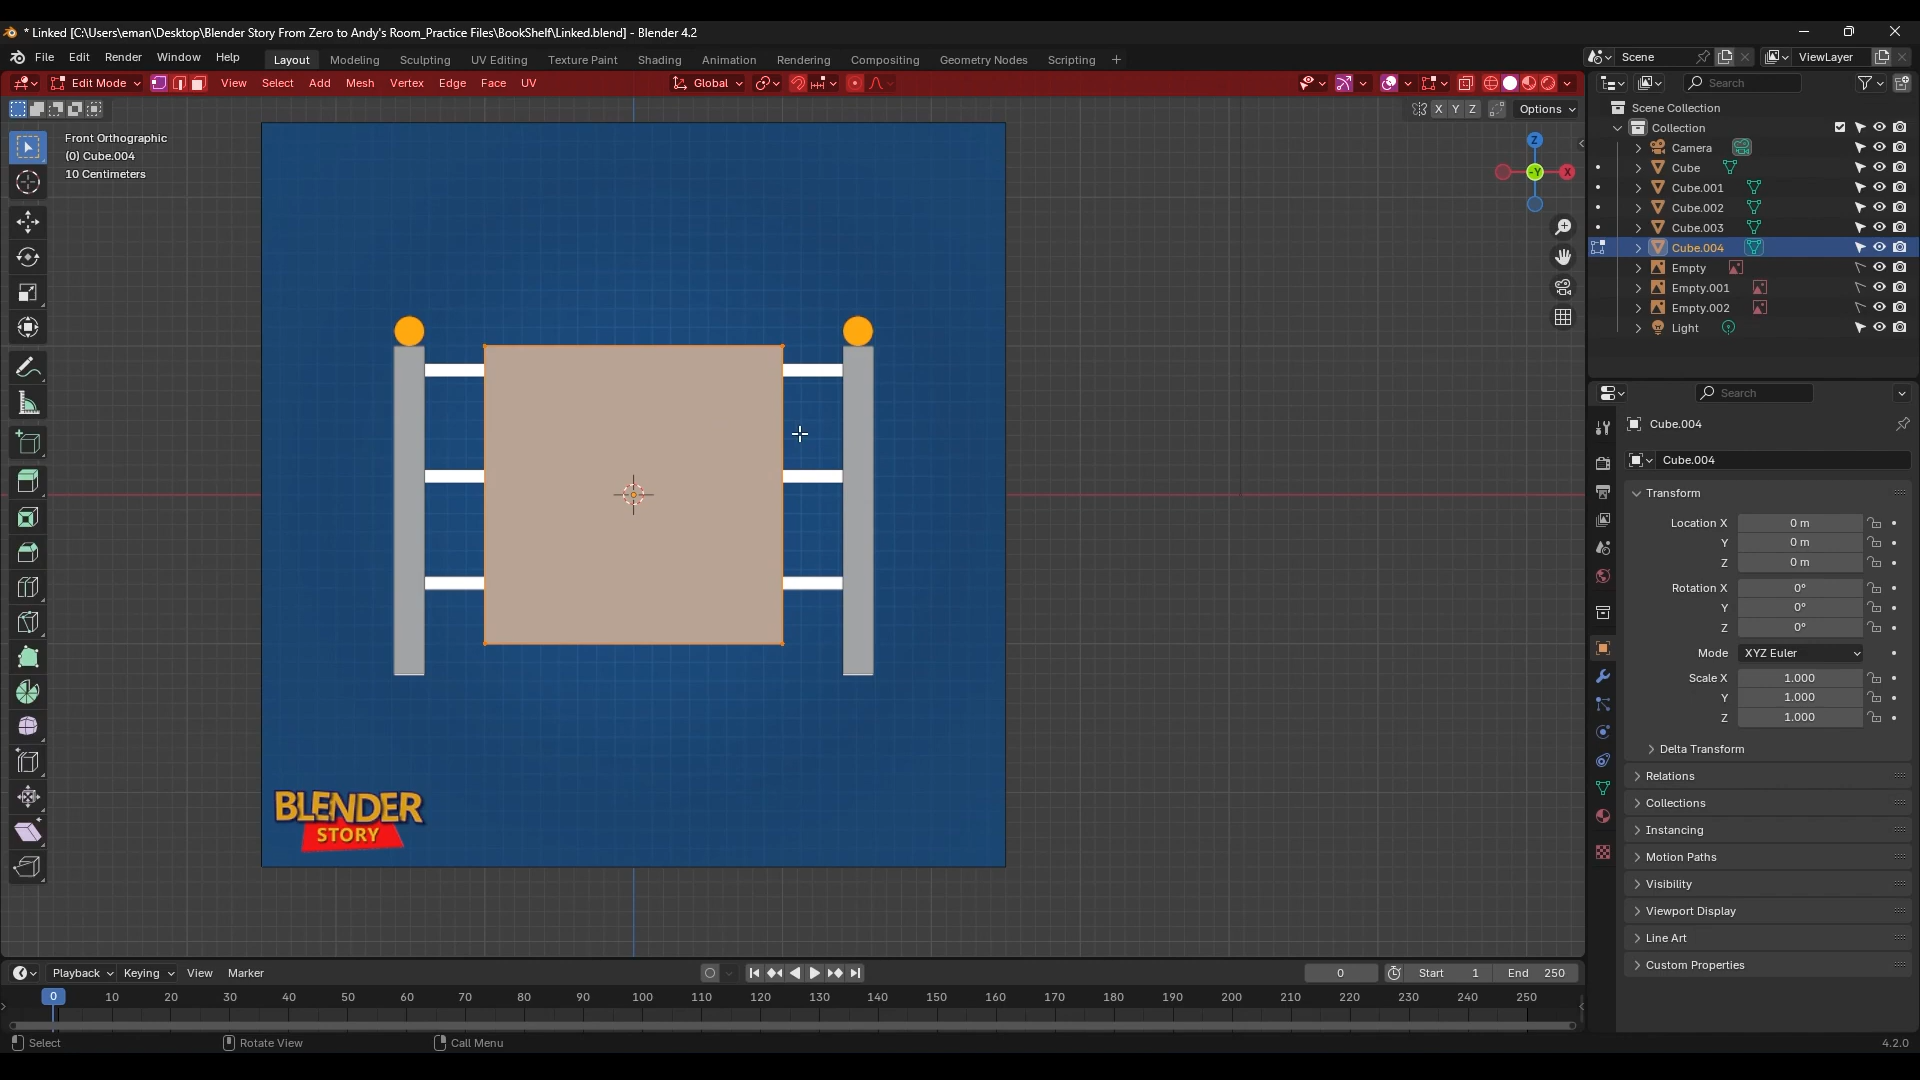 * Linked [C:\Users\eman\Desktop\Blender Story From Zero to Andy's Room_Practice Files\BookShelf\Linked.blend] - Blender 4.2
File Edit Render Window Help Layout Modeling Sculpting UV Editing Texture Paint Shading Animation Rendering Compositing Geometry Nodes Scripting + Scene ViewLayer
Edit Mode View Select Add Mesh Vertex Edge Face UV Global Search
X Y Z Options
Front Orthographic
(0) Cube.004
10 Centimeters
Z
-Y X
BLENDER
STORY
Scene Collection
Collection
Camera
Cube
Cube.001
Cube.002
Cube.003
Cube.004
Empty
Empty.001
Empty.002
Light
Search
Cube.004
Cube.004
Transform
Location X 0 m
Y 0 m
Z 0 m
Rotation X 0°
Y 0°
Z 0°
Mode XYZ Euler
Scale X 1.000
Y 1.000
Z 1.000
Delta Transform
Relations
Collections
Instancing
Motion Paths
Visibility
Viewport Display
Line Art
Custom Properties
Playback Keying View Marker 0 Start 1 End 250
0 10 20 30 40 50 60 70 80 90 100 110 120 130 140 150 160 170 180 190 200 210 220 230 240 250
Select Rotate View Call Menu 4.2.0